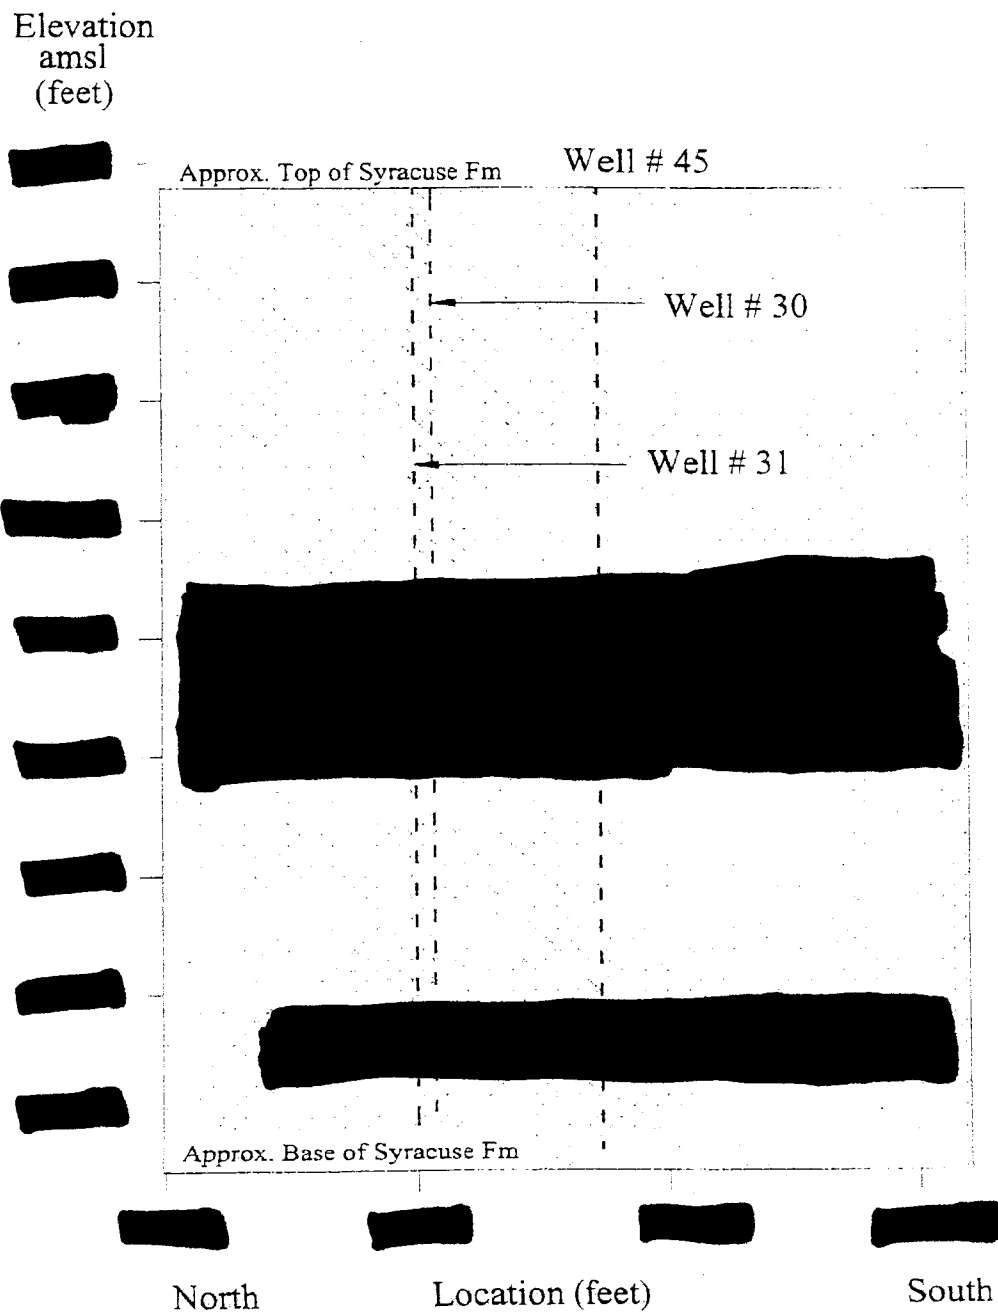 Elevation
amsl
(feet)
Approx. Top of Syracuse Fm
Well # 45
Well # 30
Well # 31
Approx. Base of Syracuse Fm
North
Location (feet)
South